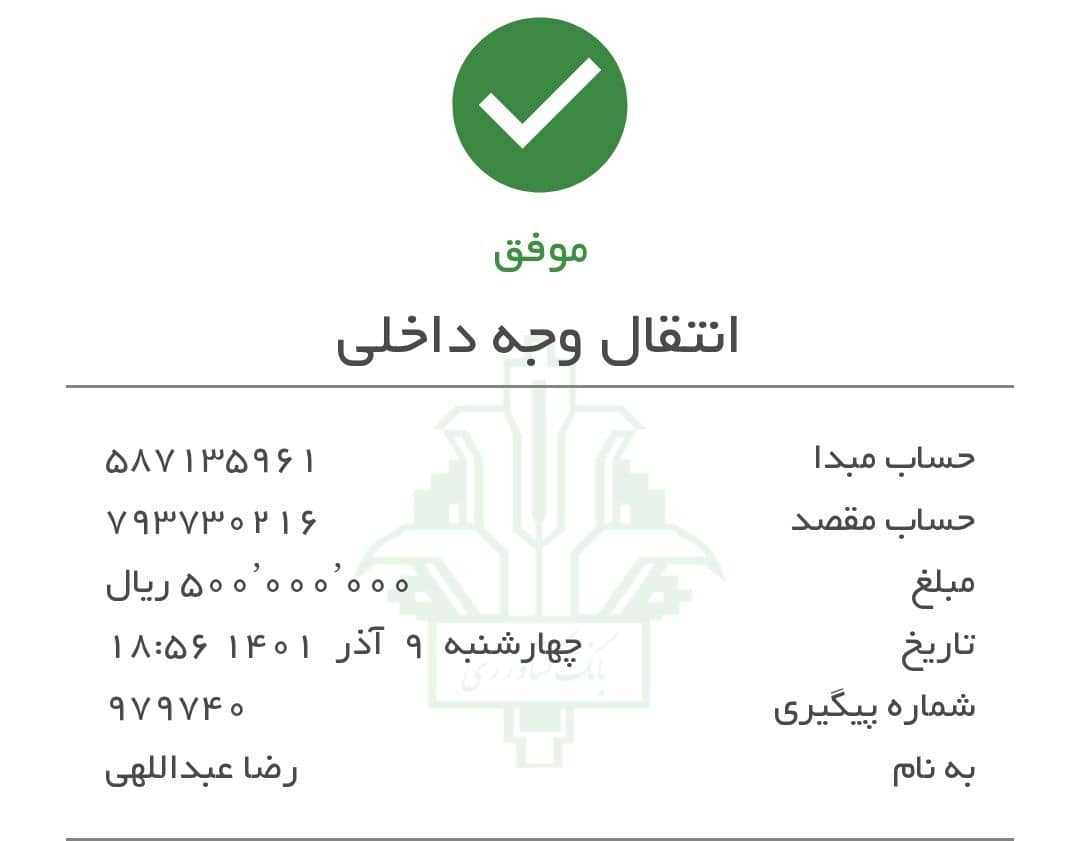 موفق
انتقال وجه داخلی
حساب مبدا ۵۸۷۱۳۵۹۶۱
حساب مقصد ۷۹۳۷۳۰۲۱۶
مبلغ ۵۰۰٬۰۰۰٬۰۰۰ ریال
تاریخ چهارشنبه ۹ آذر ۱۴۰۱ ۱۸:۵۶
شماره پیگیری ۹۷۹۷۴۰
به نام رضا عبداللهی
بانک کشاورزی